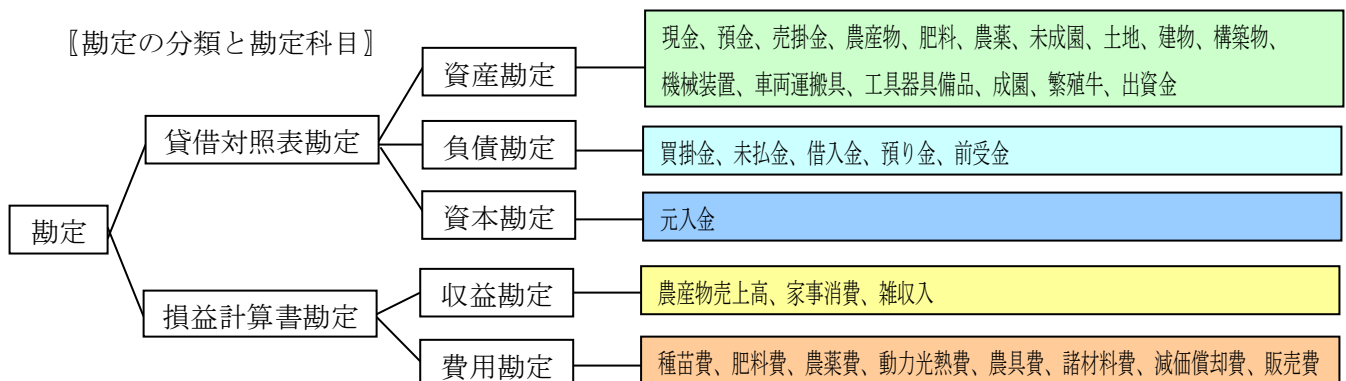 〖勘定の分類と勘定科目〗
現金、預金、売掛金、農産物、肥料、農薬、未成園、土地、建物、構築物、
機械装置、車両運搬具、工具器具備品、成園、繁殖牛、出資金
資産勘定
貸借対照表勘定
負債勘定
買掛金、未払金、借入金、預り金、前受金
資本勘定
元入金
勘定
収益勘定
農産物売上高、家事消費、雑収入
損益計算書勘定
費用勘定
種苗費、肥料費、農薬費、動力光熱費、農具費、諸材料費、減価償却費、販売費